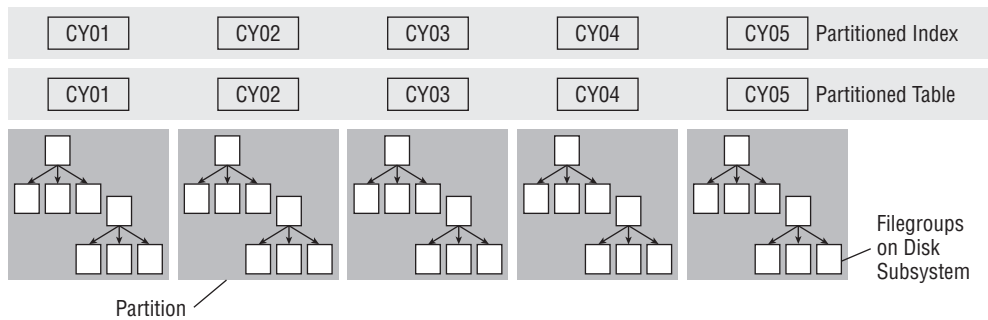 CY01 CY02 CY03 CY04 CY05 Partitioned Index
CY01 CY02 CY03 CY04 CY05 Partitioned Table
Filegroups
on Disk
Subsystem
Partition